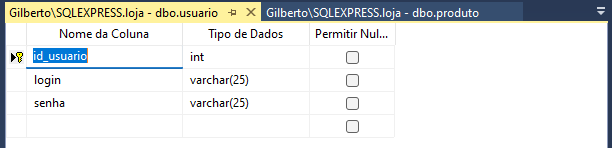 Gilberto\SQLEXPRESS.loja - dbo.usuario Gilberto\SQLEXPRESS.loja - dbo.produto
Nome da Coluna Tipo de Dados Permitir Nul...
id_usuario int
login varchar(25)
senha varchar(25)